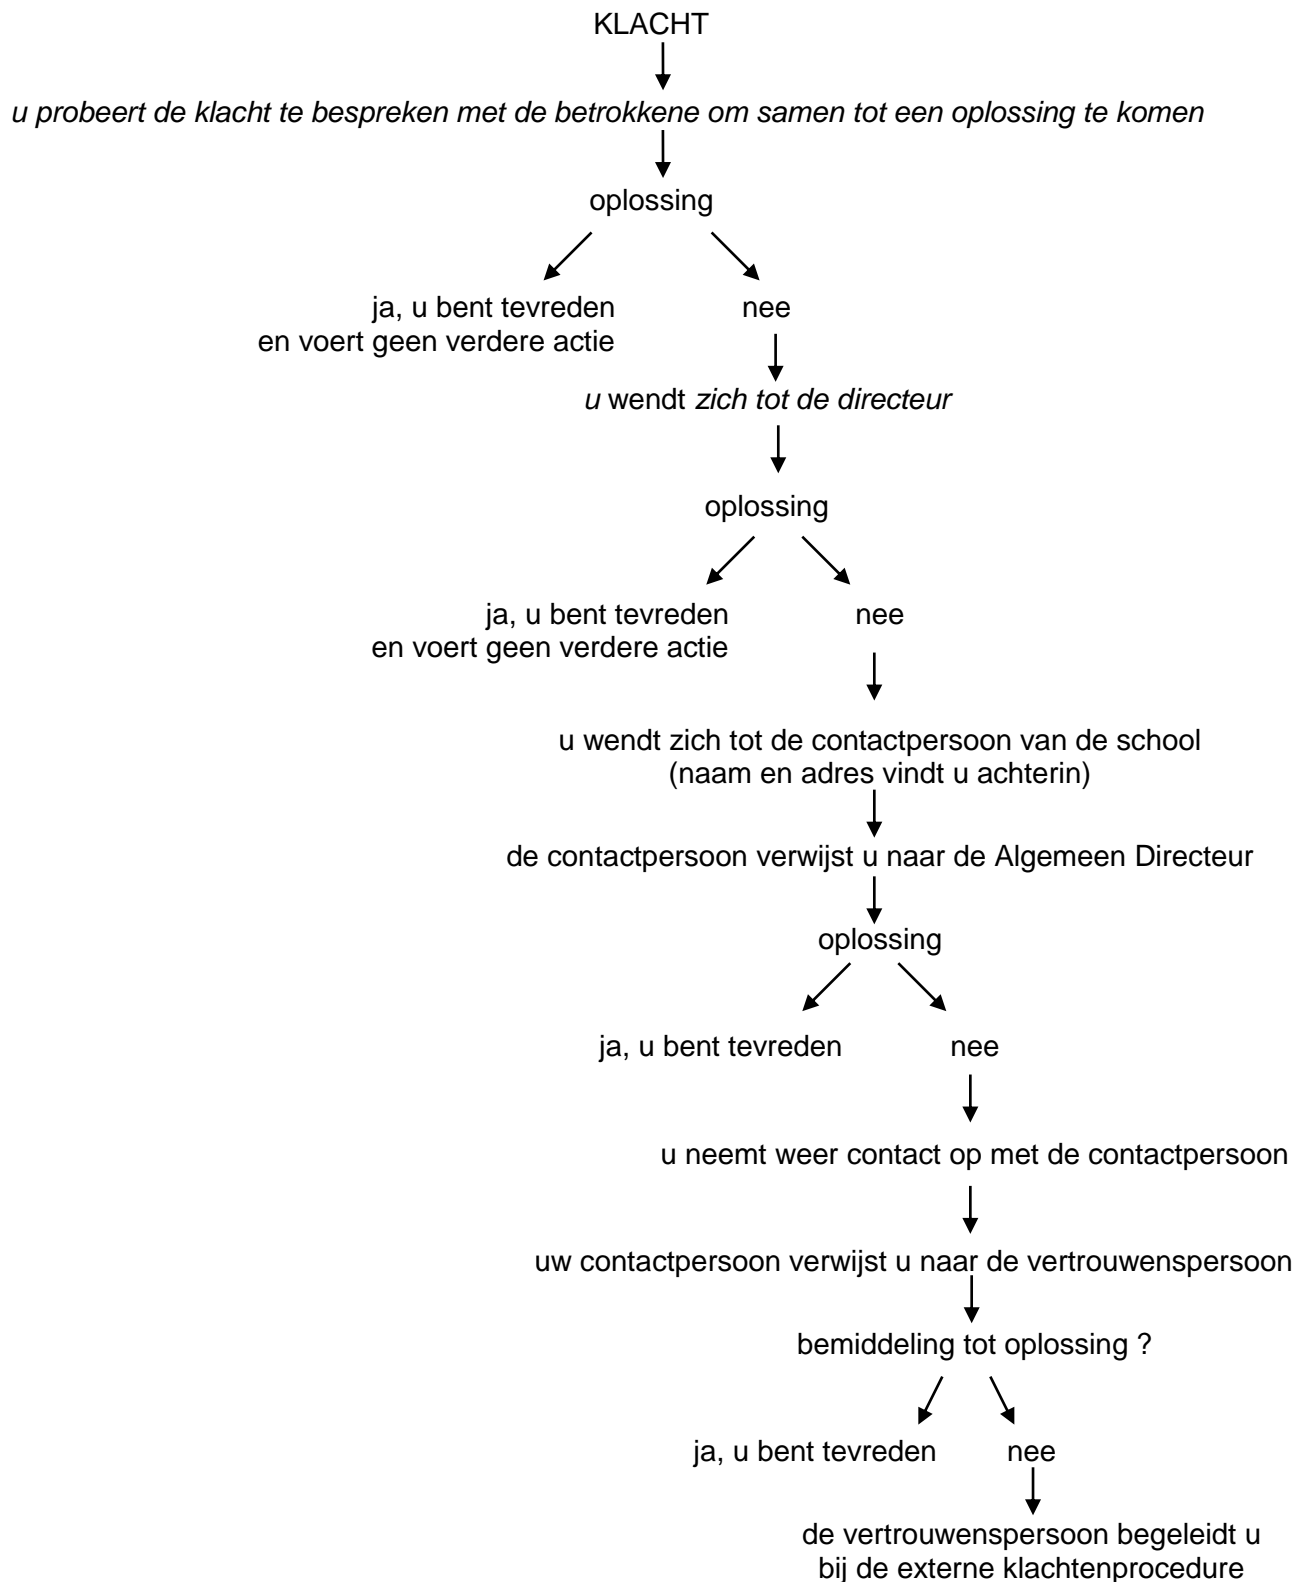 KLACHT
u probeert de klacht te bespreken met de betrokkene om samen tot een oplossing te komen
oplossing
ja, u bent tevreden
en voert geen verdere actie
nee
u wendt zich tot de directeur
oplossing
ja, u bent tevreden
en voert geen verdere actie
nee
u wendt zich tot de contactpersoon van de school
(naam en adres vindt u achterin)
de contactpersoon verwijst u naar de Algemeen Directeur
oplossing
ja, u bent tevreden
nee
u neemt weer contact op met de contactpersoon
uw contactpersoon verwijst u naar de vertrouwenspersoon
bemiddeling tot oplossing ?
ja, u bent tevreden
nee
de vertrouwenspersoon begeleidt u
bij de externe klachtenprocedure